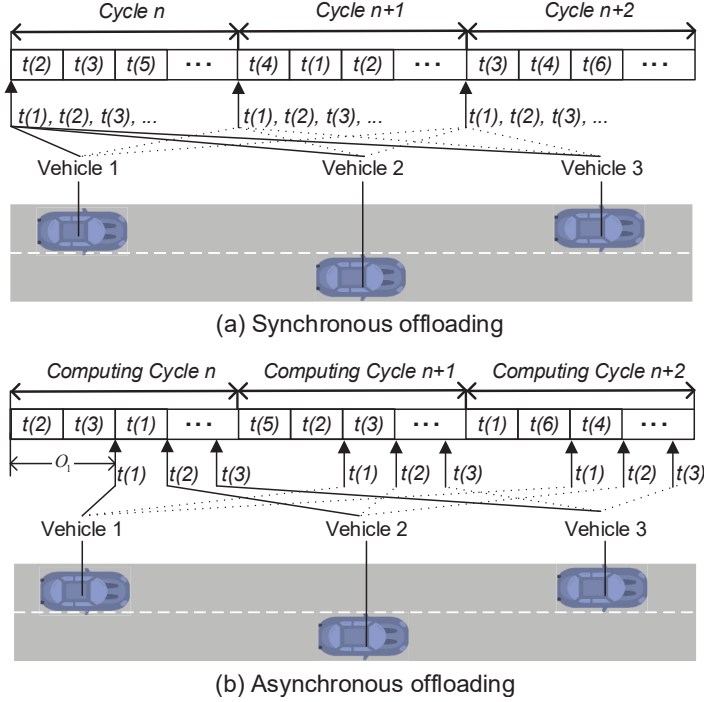 Cycle n Cycle n+1 Cycle n+2
t(2) t(3) t(5) ... t(4) t(1) t(2) ... t(3) t(4) t(6) ...
t(1), t(2), t(3), ... t(1), t(2), t(3), ... t(1), t(2), t(3), ...
Vehicle 1 Vehicle 2 Vehicle 3
(a) Synchronous offloading
Computing Cycle n Computing Cycle n+1 Computing Cycle n+2
t(2) t(3) t(1) ... t(5) t(2) t(3) ... t(1) t(6) t(4) ...
O₁ t(1) t(2) t(3) t(1) t(2) t(3) t(1) t(2) t(3)
Vehicle 1 Vehicle 2 Vehicle 3
(b) Asynchronous offloading